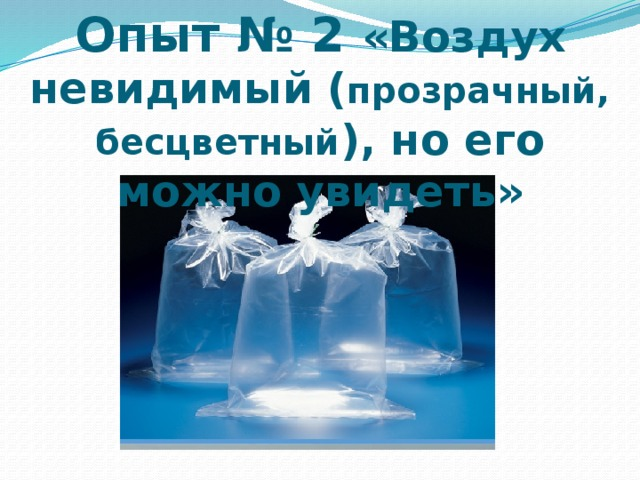 Опыт № 2 «Воздух
невидимый (прозрачный,
бесцветный), но его
можно увидеть»